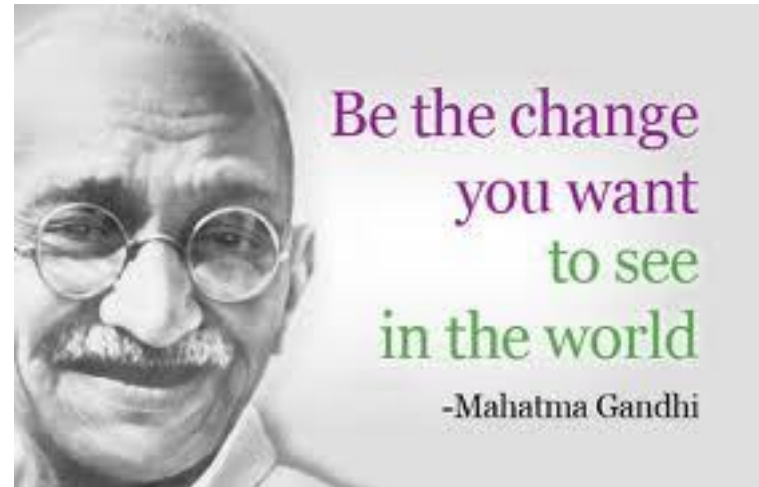 Be the change
you want
to see
in the world
-Mahatma Gandhi